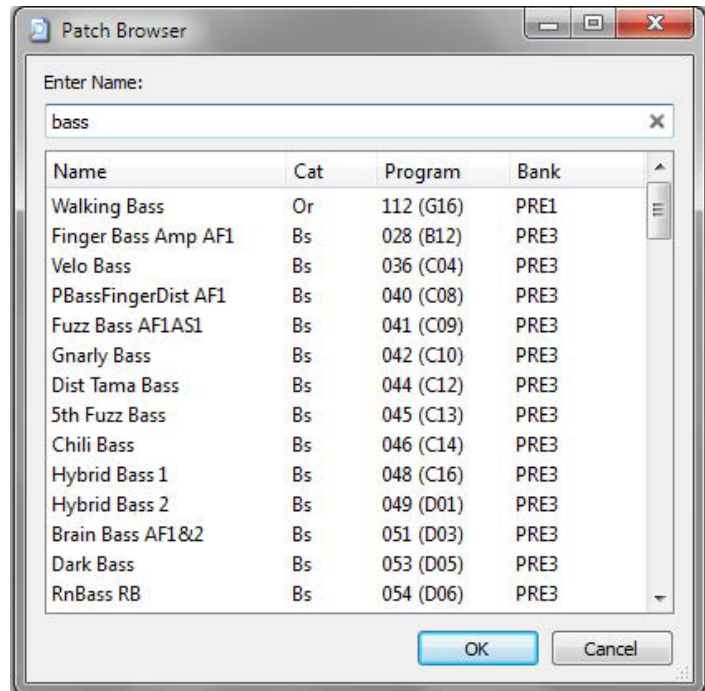 Patch Browser
Enter Name:
bass
Name Cat Program Bank
Walking Bass Or 112 (G16) PRE1
Finger Bass Amp AF1 Bs 028 (B12) PRE3
Velo Bass Bs 036 (C04) PRE3
PBassFingerDist AF1 Bs 040 (C08) PRE3
Fuzz Bass AF1AS1 Bs 041 (C09) PRE3
Gnarly Bass Bs 042 (C10) PRE3
Dist Tama Bass Bs 044 (C12) PRE3
5th Fuzz Bass Bs 045 (C13) PRE3
Chili Bass Bs 046 (C14) PRE3
Hybrid Bass 1 Bs 048 (C16) PRE3
Hybrid Bass 2 Bs 049 (D01) PRE3
Brain Bass AF1&2 Bs 051 (D03) PRE3
Dark Bass Bs 053 (D05) PRE3
RnBass RB Bs 054 (D06) PRE3
OK Cancel